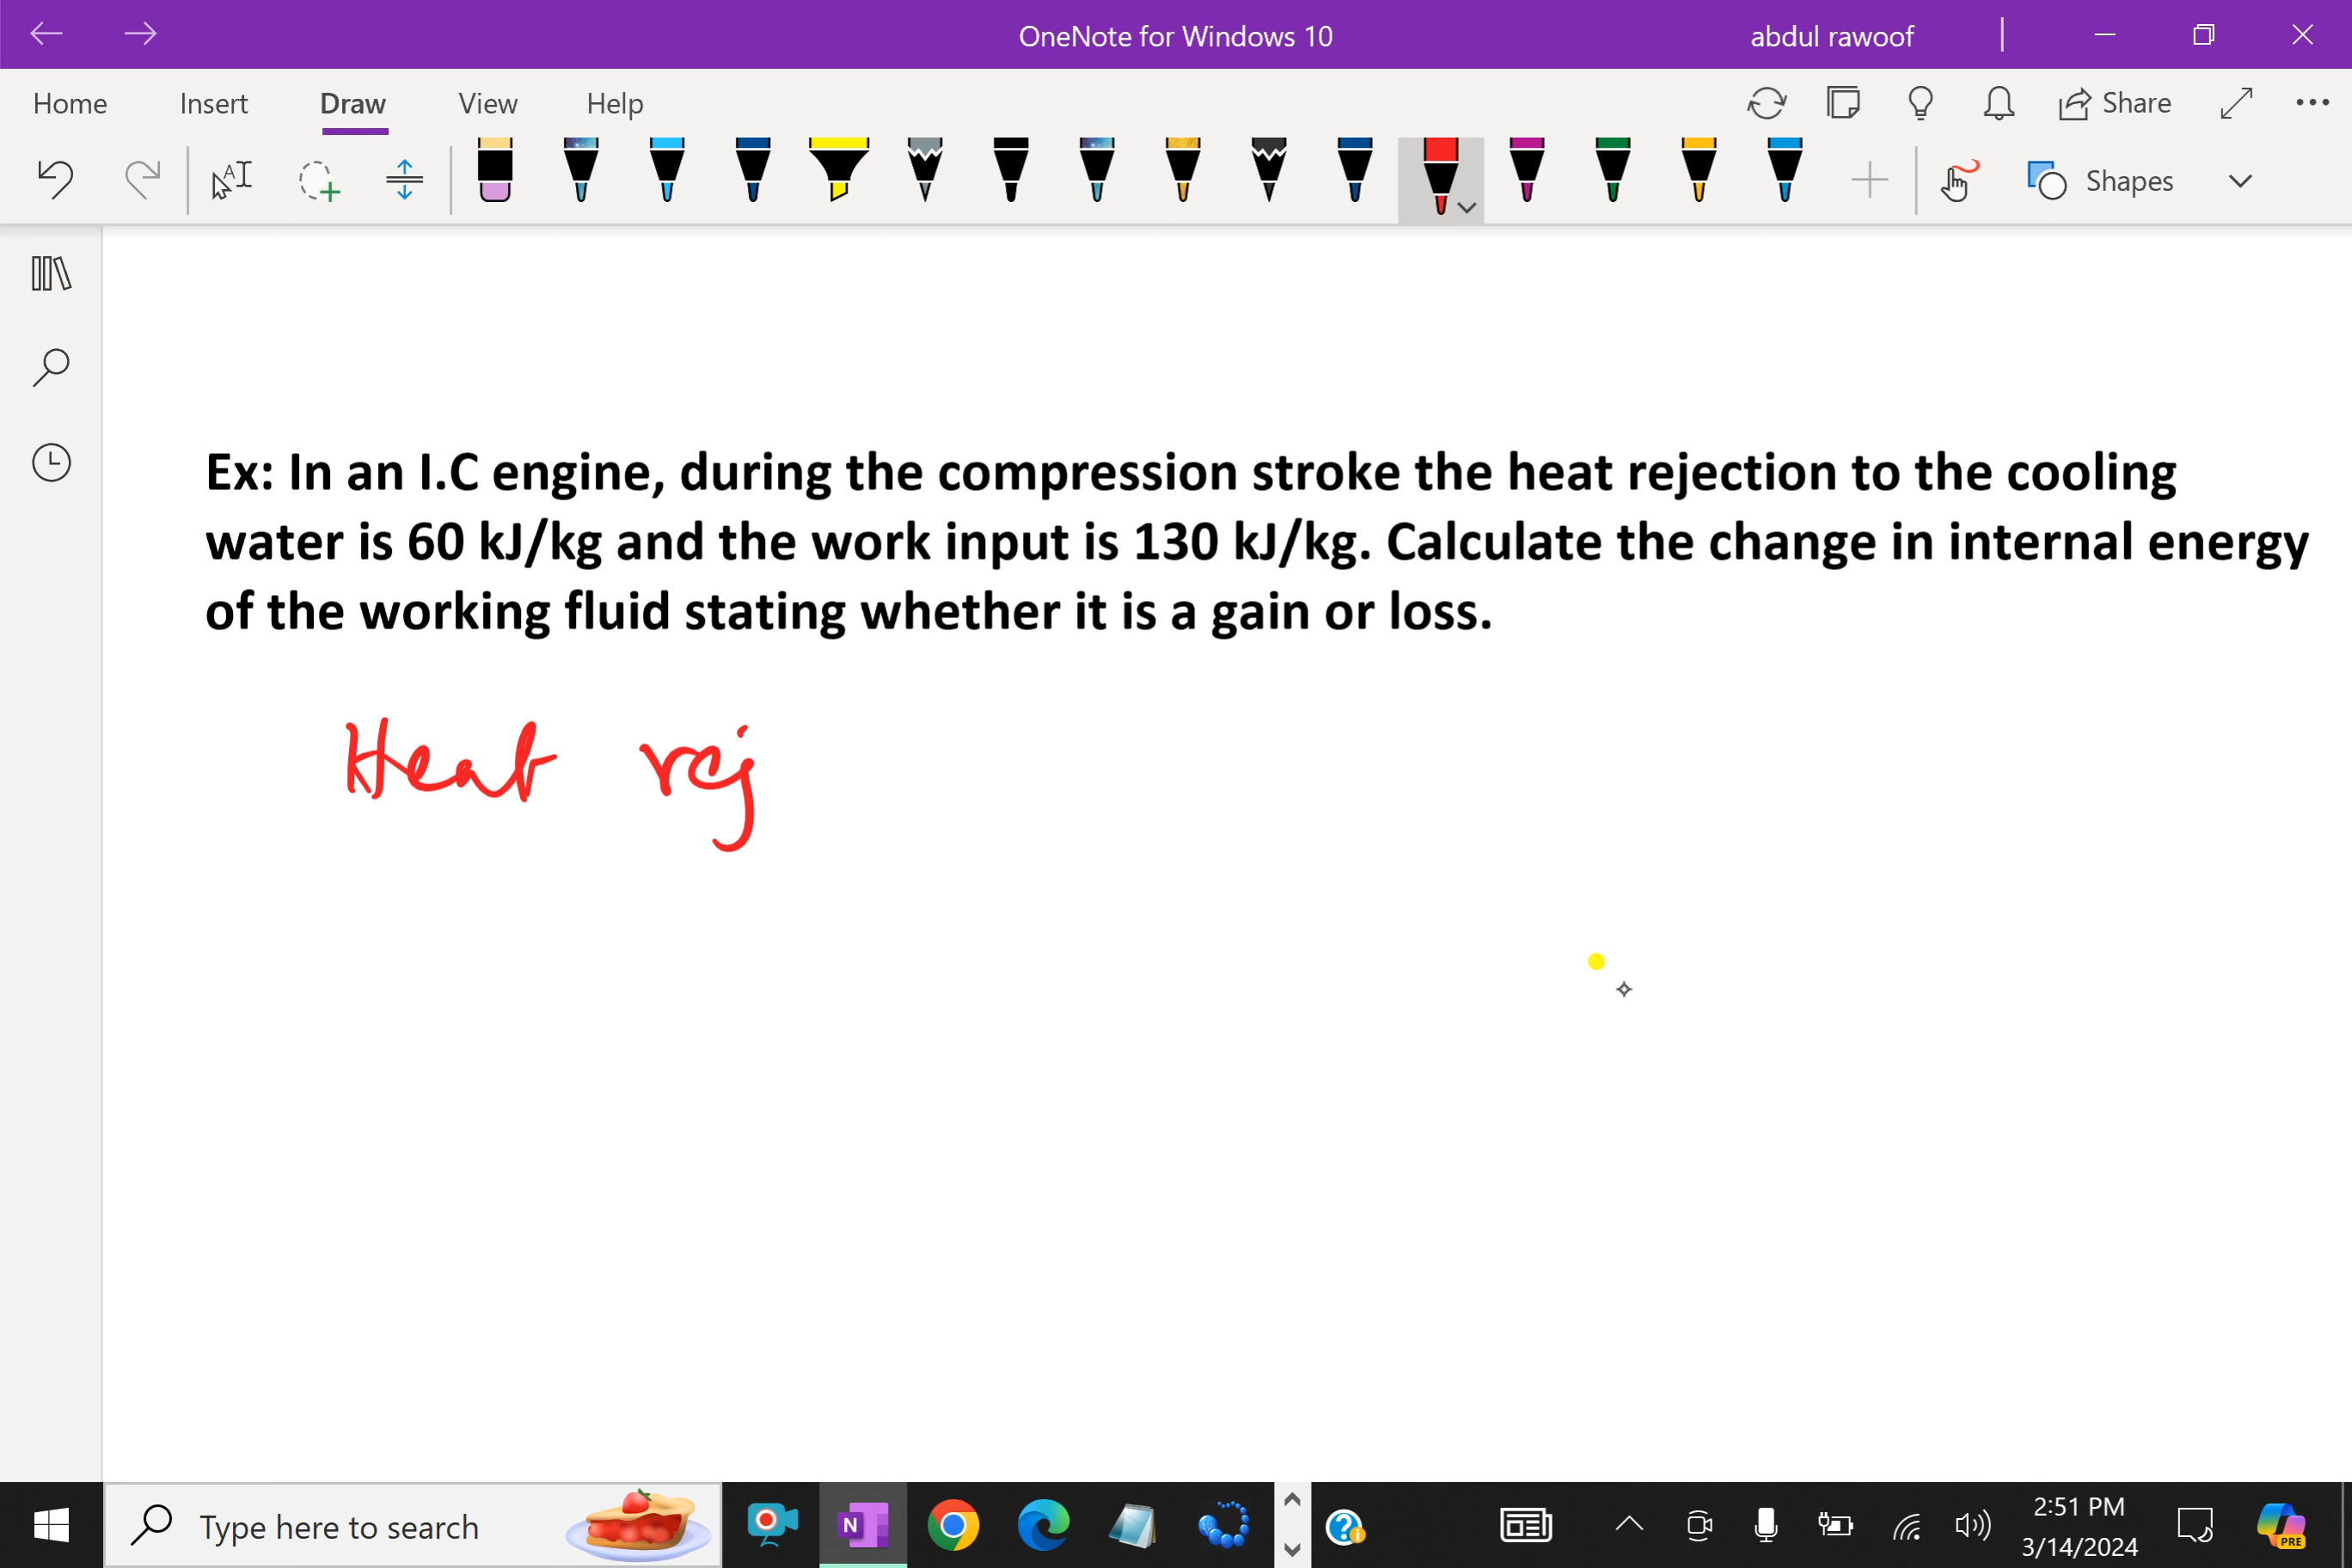 OneNote for Windows 10
abdul rawoof
Home Insert Draw View Help
Share
Shapes
Ex: In an I.C engine, during the compression stroke the heat rejection to the cooling
water is 60 kJ/kg and the work input is 130 kJ/kg. Calculate the change in internal energy
of the working fluid stating whether it is a gain or loss.
Heat rej
Type here to search
N
PRE
2:51 PM
3/14/2024